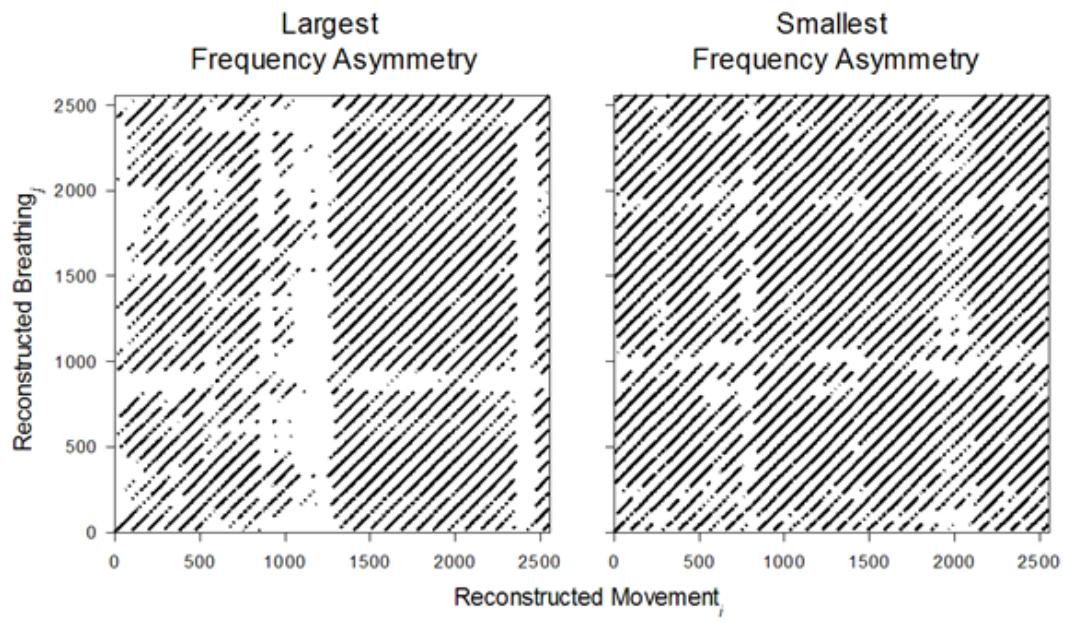 Largest
Frequency Asymmetry
Smallest
Frequency Asymmetry
2500
2000
1500
1000
500
0
Reconstructed Breathing j
0 500 1000 1500 2000 2500
0 500 1000 1500 2000 2500
Reconstructed Movement i